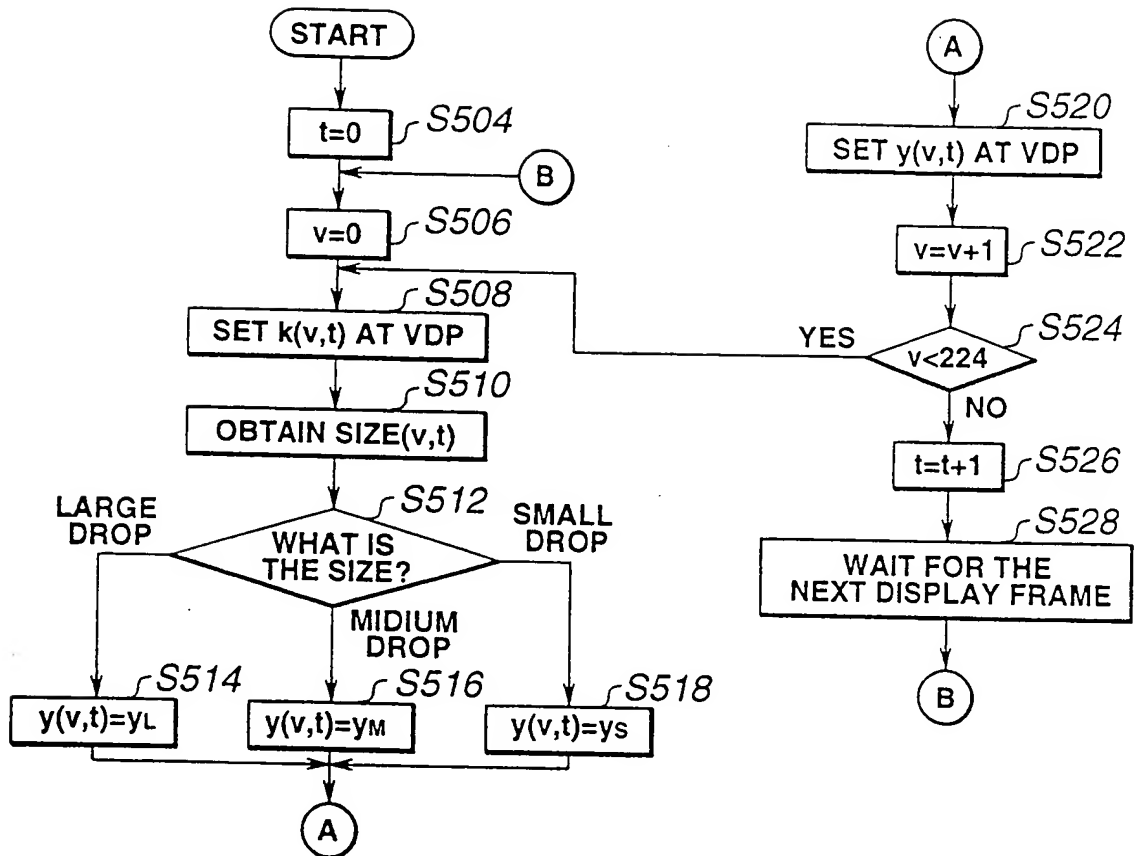 START
t=0
S504
B
v=0
S506
SET k(v,t) AT VDP
S508
OBTAIN SIZE(v,t)
S510
WHAT IS
THE SIZE?
S512
LARGE
DROP
MIDIUM
DROP
SMALL
DROP
y(v,t)=yL
S514
y(v,t)=yM
S516
y(v,t)=yS
S518
A
A
SET y(v,t) AT VDP
S520
v=v+1
S522
v<224
S524
YES
NO
t=t+1
S526
WAIT FOR THE
NEXT DISPLAY FRAME
S528
B